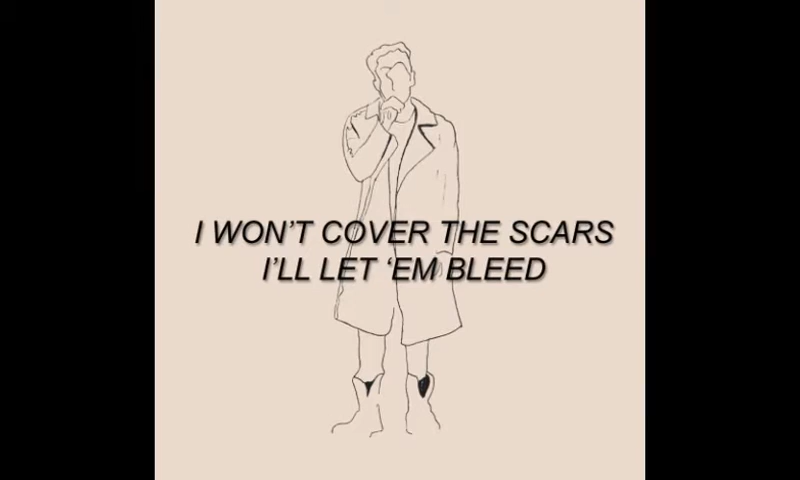 I WON’T COVER THE SCARS
I’LL LET ‘EM BLEED